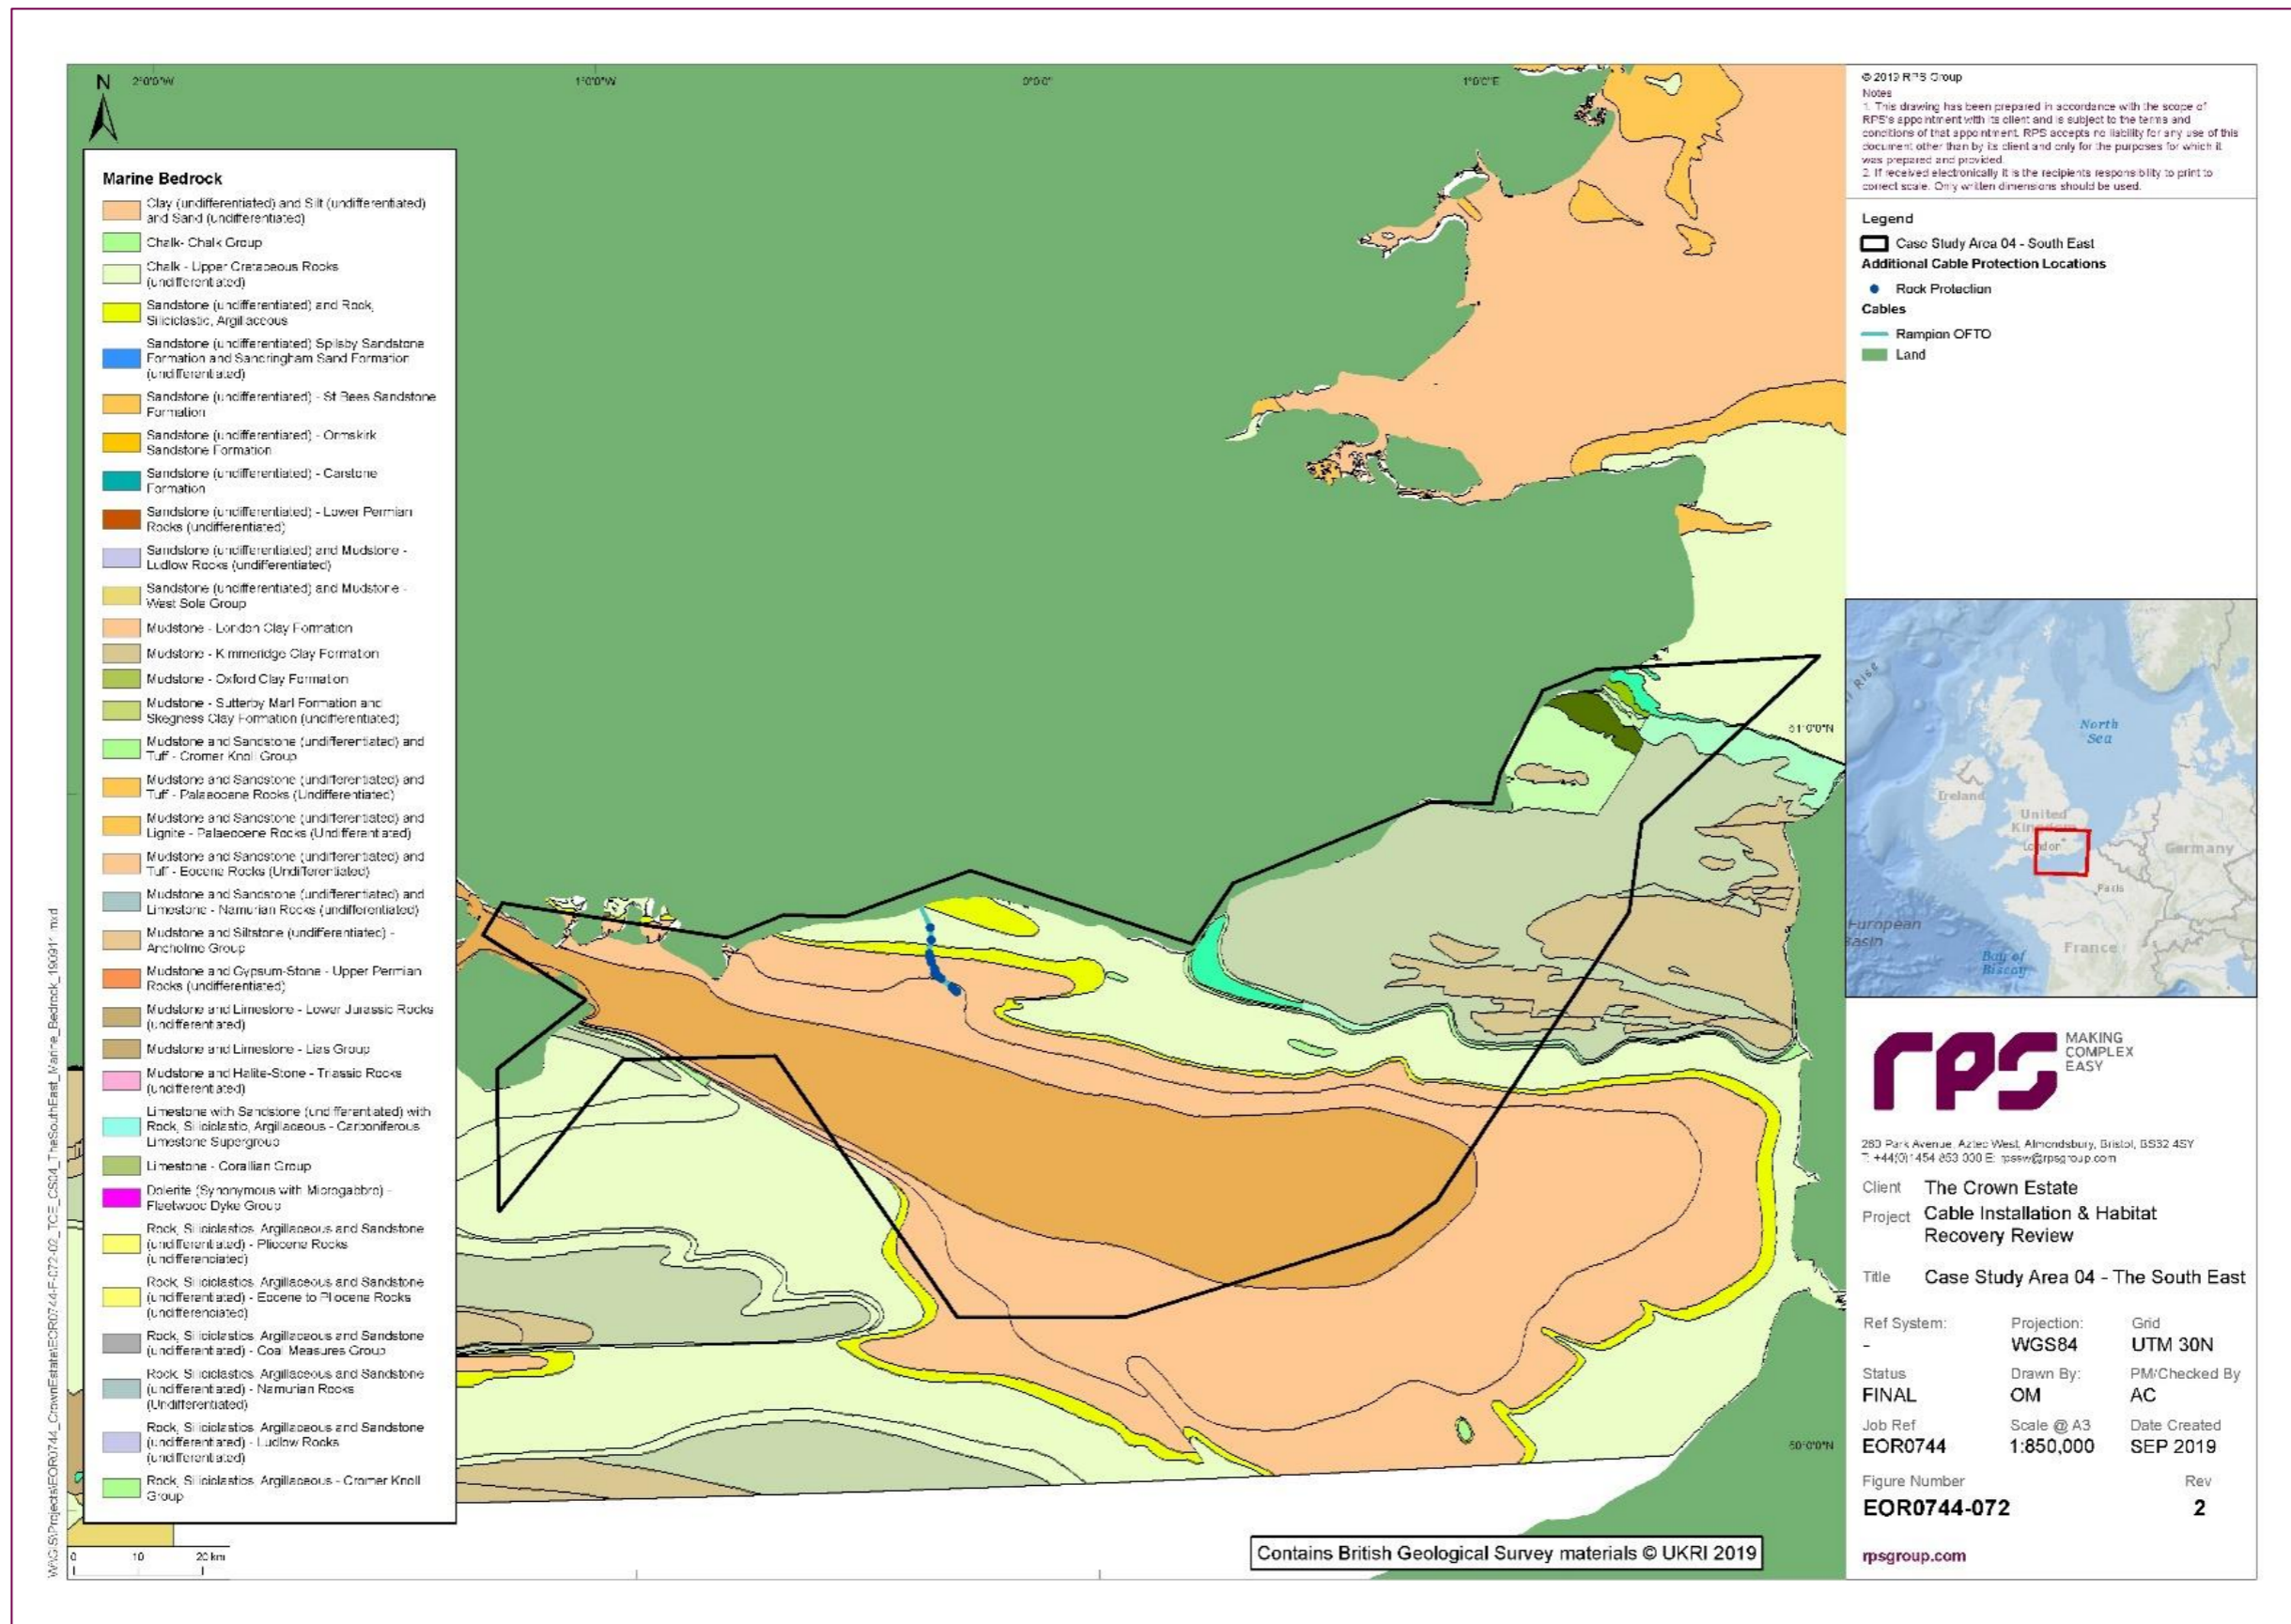 N
2°0'0"W
1°0'0"W
0°0'0"
1°0'0"E
Marine Bedrock
Clay (undifferentiated) and Silt (undifferentiated)
and Sand (undifferentiated)
Chalk- Chalk Group
Chalk - Upper Cretaceous Rocks
(undifferentiated)
Sandstone (undifferentiated) and Rock,
Siliciclastic, Argillaceous
Sandstone (undifferentiated) Spilsby Sandstone
Formation and Sandringham Sand Formation
(undifferentiated)
Sandstone (undifferentiated) - St Bees Sandstone
Formation
Sandstone (undifferentiated) - Ormskirk
Sandstone Formation
Sandstone (undifferentiated) - Carstone
Formation
Sandstone (undifferentiated) - Lower Permian
Rocks (undifferentiated)
Sandstone (undifferentiated) and Mudstone -
Ludlow Rocks (undifferentiated)
Sandstone (undifferentiated) and Mudstone -
West Sole Group
Mudstone - London Clay Formation
Mudstone - Kimmeridge Clay Formation
Mudstone - Oxford Clay Formation
Mudstone - Sutterby Marl Formation and
Skegness Clay Formation (undifferentiated)
Mudstone and Sandstone (undifferentiated) and
Tuff - Cromer Knoll Group
Mudstone and Sandstone (undifferentiated) and
Tuff - Palaeocene Rocks (Undifferentiated)
Mudstone and Sandstone (undifferentiated) and
Lignite - Palaeocene Rocks (Undifferentiated)
Mudstone and Sandstone (undifferentiated) and
Tuff - Eocene Rocks (Undifferentiated)
Mudstone and Sandstone (undifferentiated) and
Limestone - Namurian Rocks (undifferentiated)
Mudstone and Siltstone (undifferentiated) -
Ancholme Group
Mudstone and Gypsum-Stone - Upper Permian
Rocks (undifferentiated)
Mudstone and Limestone - Lower Jurassic Rocks
(undifferentiated)
Mudstone and Limestone - Lias Group
Mudstone and Halite-Stone - Triassic Rocks
(undifferentiated)
Limestone with Sandstone (undifferentiated) with
Rock, Siliciclastic, Argillaceous - Carboniferous
Limestone Supergroup
Limestone - Corallian Group
Dolerite (Synonymous with Microgabbro) -
Fleetwood Dyke Group
Rock, Siliciclastics, Argillaceous and Sandstone
(undifferentiated) - Pliocene Rocks
(undifferenciated)
Rock, Siliciclastics, Argillaceous and Sandstone
(undifferentiated) - Eocene to Pliocene Rocks
(undifferenciated)
Rock, Siliciclastics, Argillaceous and Sandstone
(undifferentiated) - Coal Measures Group
Rock, Siliciclastics, Argillaceous and Sandstone
(undifferentiated) - Namurian Rocks
(Undifferentiated)
Rock, Siliciclastics, Argillaceous and Sandstone
(undifferentiated) - Ludlow Rocks
(undifferentiated)
Rock, Siliciclastics, Argillaceous - Cromer Knoll
Group
0 10 20 km
51°0'0"N
50°0'0"N
Contains British Geological Survey materials © UKRI 2019
© 2019 RPS Group
Notes
1. This drawing has been prepared in accordance with the scope of
RPS's appointment with its client and is subject to the terms and
conditions of that appointment. RPS accepts no liability for any use of this
document other than by its client and only for the purposes for which it
was prepared and provided.
2. If received electronically it is the recipients responsibility to print to
correct scale. Only written dimensions should be used.
Legend
Case Study Area 04 - South East
Additional Cable Protection Locations
Rock Protection
Cables
Rampion OFTO
Land
Rise
North
Sea
Ireland
United
Kingdom
London
Germany
Paris
European
Basin
France
Bay of
Biscay
rps
MAKING
COMPLEX
EASY
260 Park Avenue, Aztec West, Almondsbury, Bristol, BS32 4SY
Client The Crown Estate
Project Cable Installation & Habitat
Recovery Review
Title Case Study Area 04 - The South East
Ref System: Projection: Grid
- WGS84 UTM 30N
Status Drawn By: PM/Checked By
FINAL OM AC
Job Ref Scale @ A3 Date Created
EOR0744 1:850,000 SEP 2019
Figure Number Rev
EOR0744-072 2
rpsgroup.com